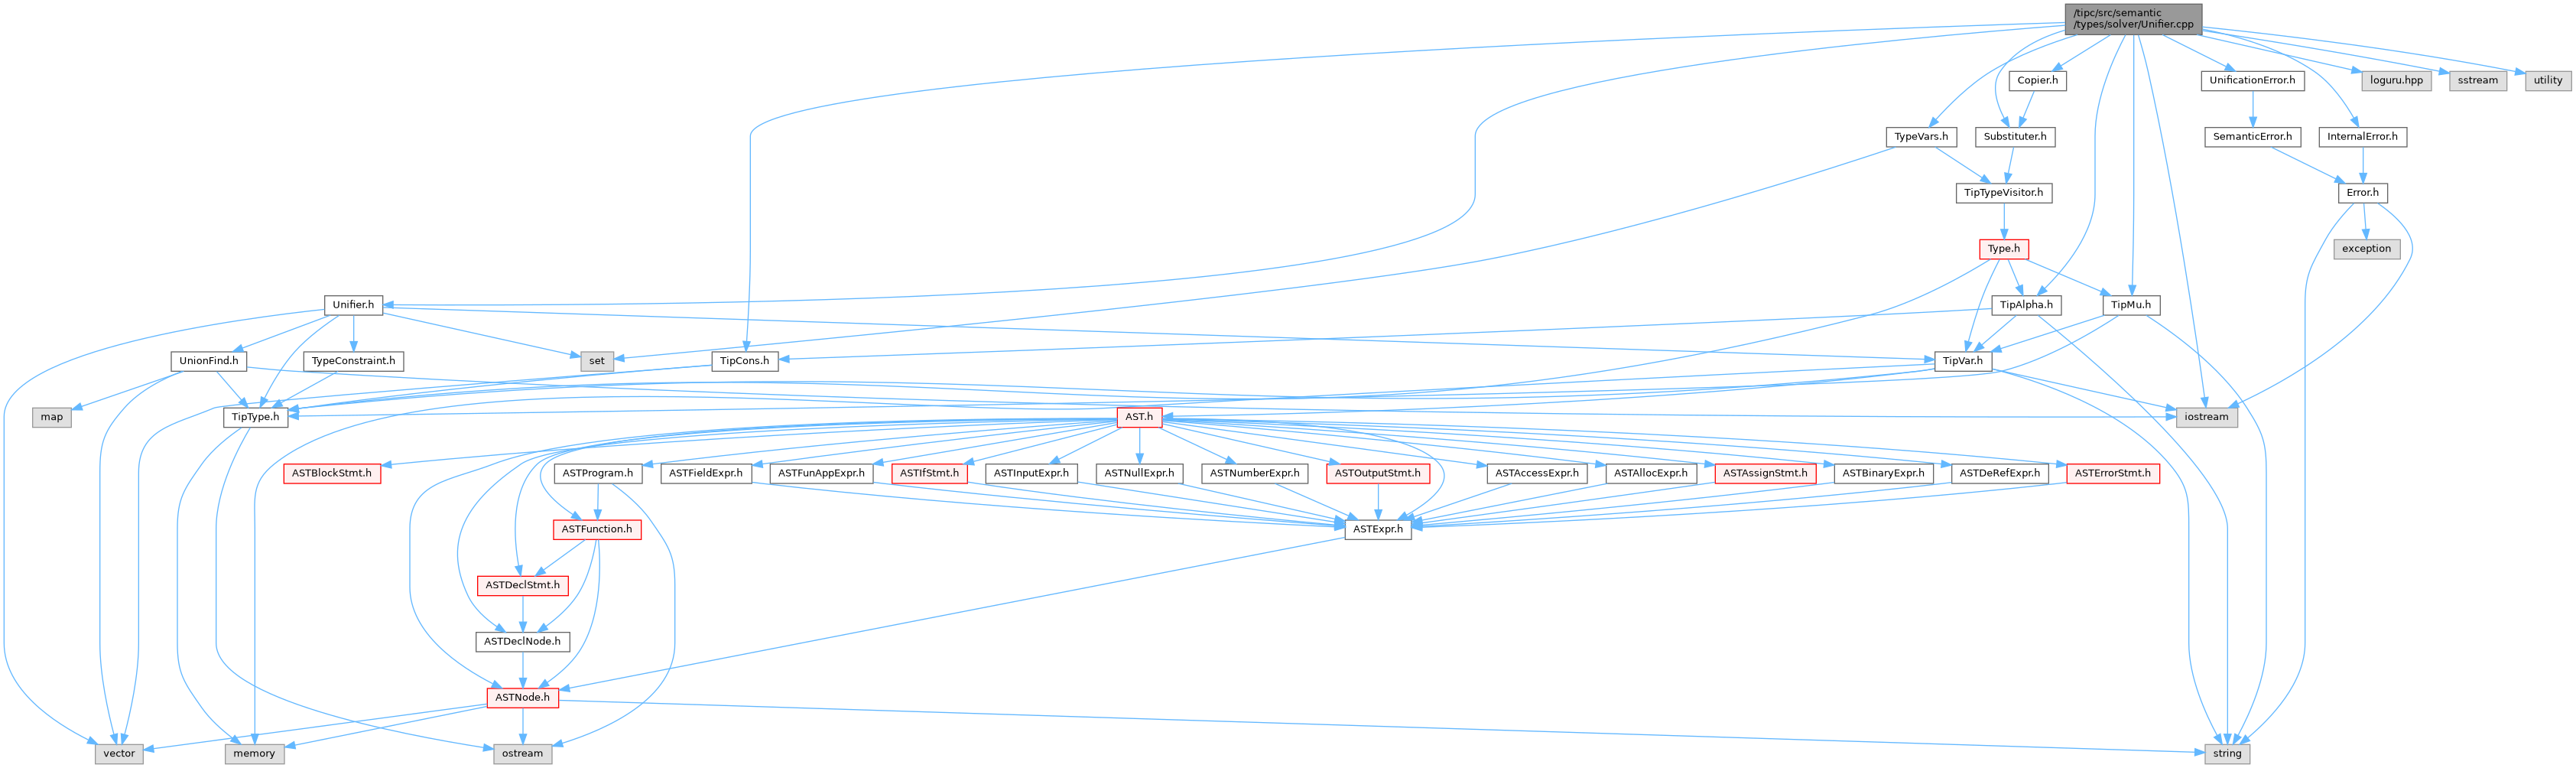 /tipc/src/semantic
/types/solver/Unifier.cpp
Copier.h
UnificationError.h
loguru.hpp
sstream
utility
TypeVars.h
Substituter.h
SemanticError.h
InternalError.h
TipTypeVisitor.h
Error.h
Type.h
exception
Unifier.h
TipAlpha.h
TipMu.h
UnionFind.h
TypeConstraint.h
set
TipCons.h
TipVar.h
map
TipType.h
AST.h
iostream
ASTBlockStmt.h
ASTProgram.h
ASTFieldExpr.h
ASTFunAppExpr.h
ASTIfStmt.h
ASTInputExpr.h
ASTNullExpr.h
ASTNumberExpr.h
ASTOutputStmt.h
ASTAccessExpr.h
ASTAllocExpr.h
ASTAssignStmt.h
ASTBinaryExpr.h
ASTDeRefExpr.h
ASTErrorStmt.h
ASTFunction.h
ASTExpr.h
ASTDeclStmt.h
ASTDeclNode.h
ASTNode.h
vector
memory
ostream
string